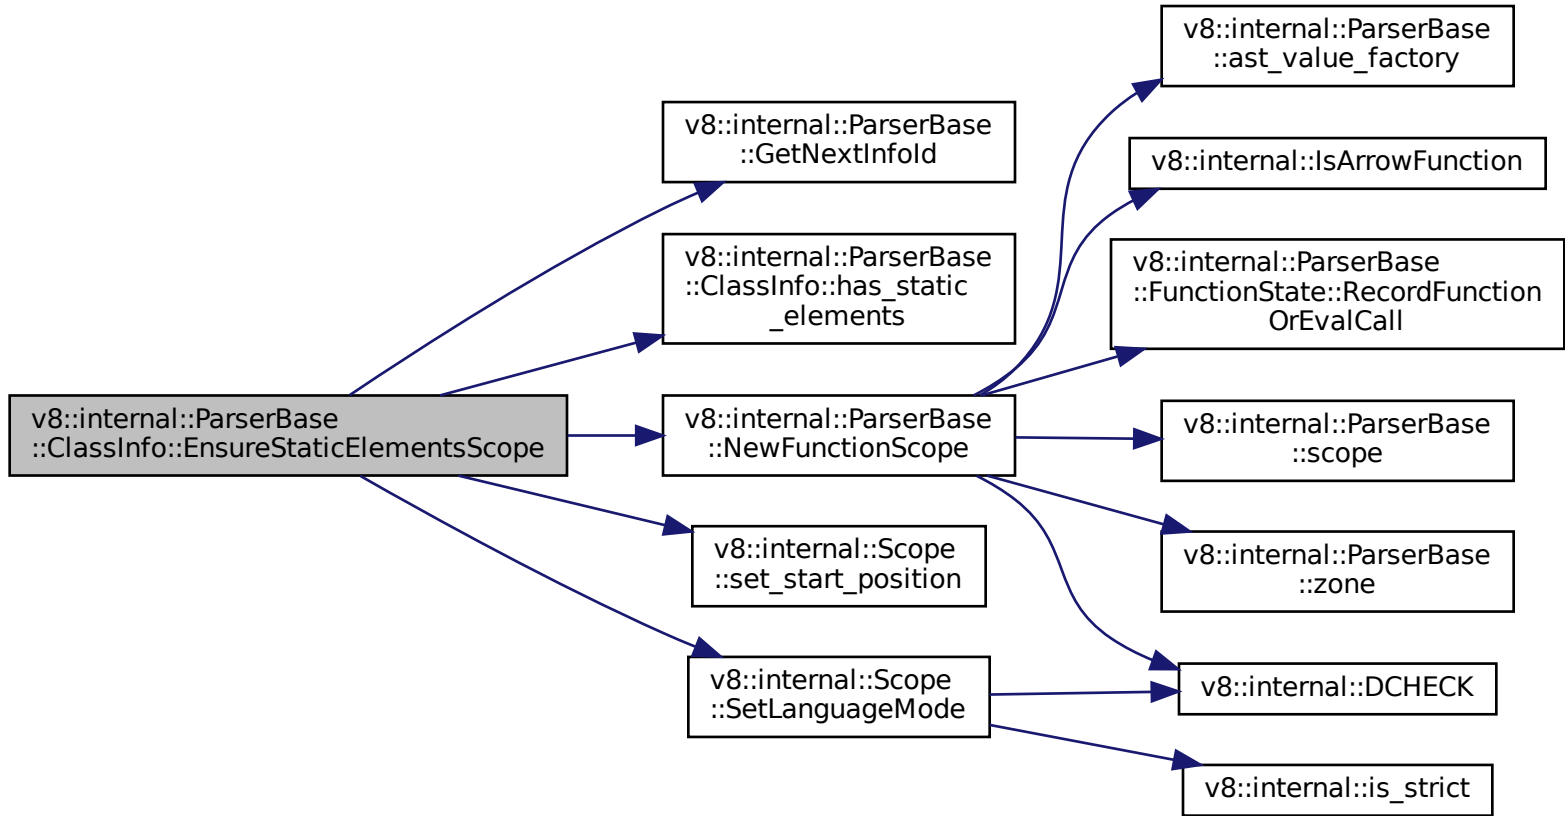 v8::internal::ParserBase
::ClassInfo::EnsureStaticElementsScope
v8::internal::ParserBase
::GetNextInfoId
v8::internal::ParserBase
::ClassInfo::has_static
_elements
v8::internal::ParserBase
::NewFunctionScope
v8::internal::Scope
::set_start_position
v8::internal::Scope
::SetLanguageMode
v8::internal::ParserBase
::ast_value_factory
v8::internal::IsArrowFunction
v8::internal::ParserBase
::FunctionState::RecordFunction
OrEvalCall
v8::internal::ParserBase
::scope
v8::internal::ParserBase
::zone
v8::internal::DCHECK
v8::internal::is_strict